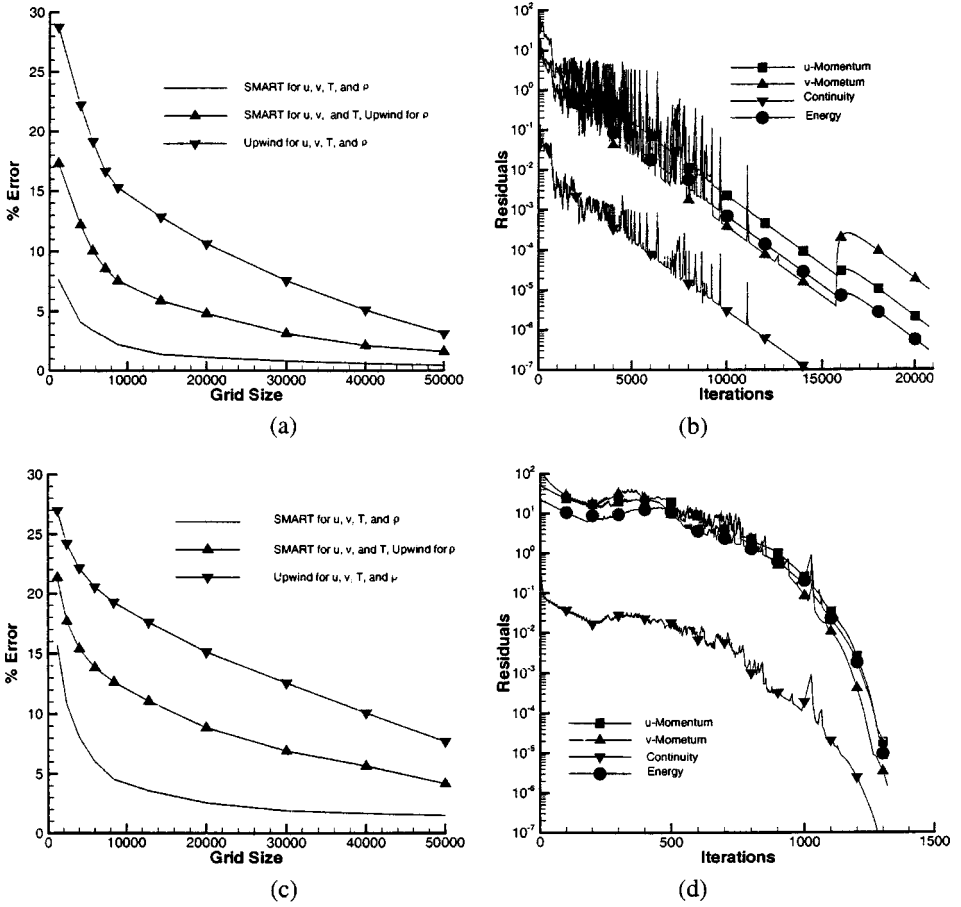 30
25
20
15
10
5
0
% Error
0
10000
20000
30000
40000
50000
Grid Size
SMART for u, v, T, and ρ
SMART for u, v, and T, Upwind for ρ
Upwind for u, v, T, and ρ
(a)
10²
10¹
10⁰
10⁻¹
10⁻²
10⁻³
10⁻⁴
10⁻⁵
10⁻⁶
10⁻⁷
Residuals
0
5000
10000
15000
20000
Iterations
u-Momentum
v-Mometum
Continuity
Energy
(b)
30
25
20
15
10
5
0
% Error
0
10000
20000
30000
40000
50000
Grid Size
SMART for u, v, T, and ρ
SMART for u, v, and T, Upwind for ρ
Upwind for u, v, T, and ρ
(c)
10²
10¹
10⁰
10⁻¹
10⁻²
10⁻³
10⁻⁴
10⁻⁵
10⁻⁶
10⁻⁷
Residuals
0
500
1000
1500
Iterations
u-Momentum
v-Mometum
Continuity
Energy
(d)